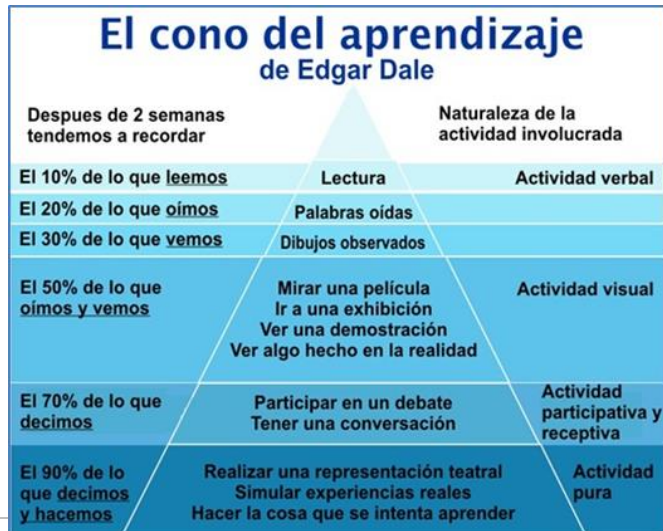 El cono del aprendizaje
de Edgar Dale
Despues de 2 semanas
tendemos a recordar
Naturaleza de la
actividad involucrada
El 10% de lo que leemos
Lectura
Actividad verbal
El 20% de lo que oímos
Palabras oídas
El 30% de lo que vemos
Dibujos observados
El 50% de lo que
oímos y vemos
Mirar una película
Ir a una exhibición
Ver una demostración
Ver algo hecho en la realidad
Actividad visual
El 70% de lo que
decimos
Participar en un debate
Tener una conversación
Actividad
participativa y
receptiva
El 90% de lo
que decimos
y hacemos
Realizar una representación teatral
Simular experiencias reales
Hacer la cosa que se intenta aprender
Actividad
pura